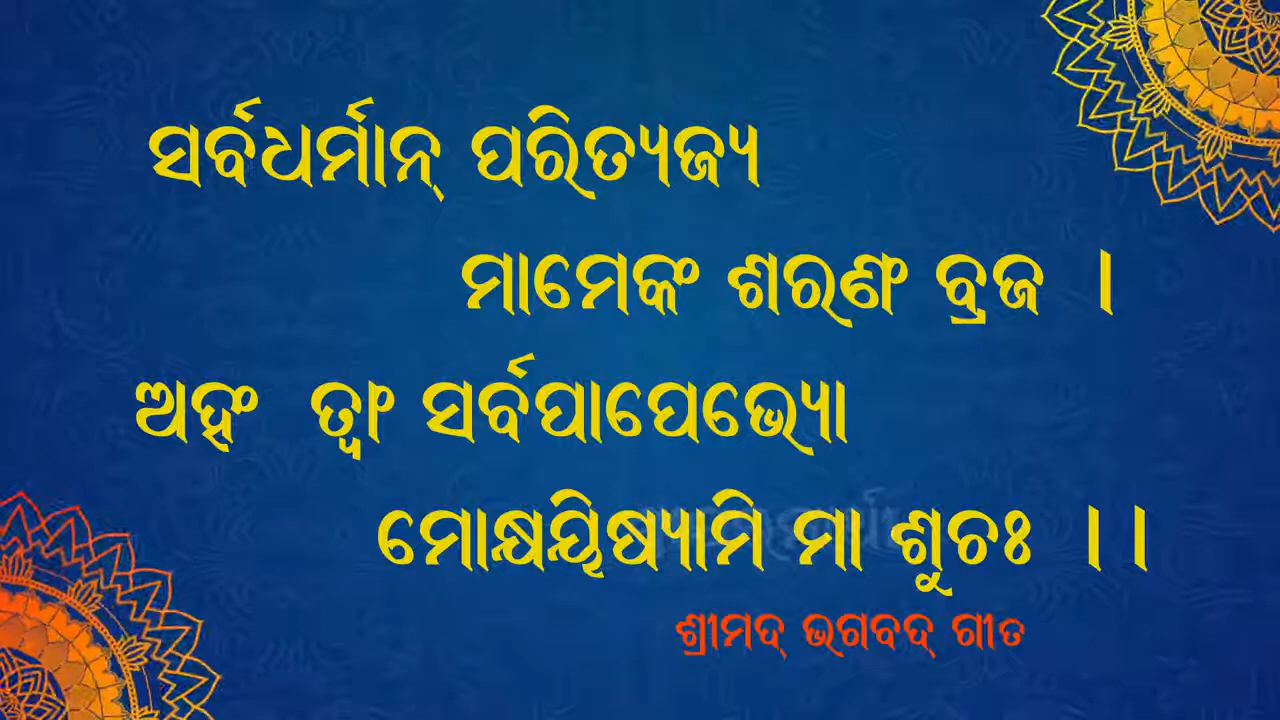 ସର୍ବଧର୍ମାନ୍ ପରିତ୍ୟଜ୍ୟ
ମାମେକଂ ଶରଣଂ ବ୍ରଜ ।
ଅହଂ ତ୍ୱାଂ ସର୍ବପାପେଭ୍ୟୋ
ମୋକ୍ଷୟିଷ୍ୟାମି ମା ଶୁଚଃ ।।
ଶ୍ରୀମଦ୍ ଭଗବଦ୍ ଗୀତ